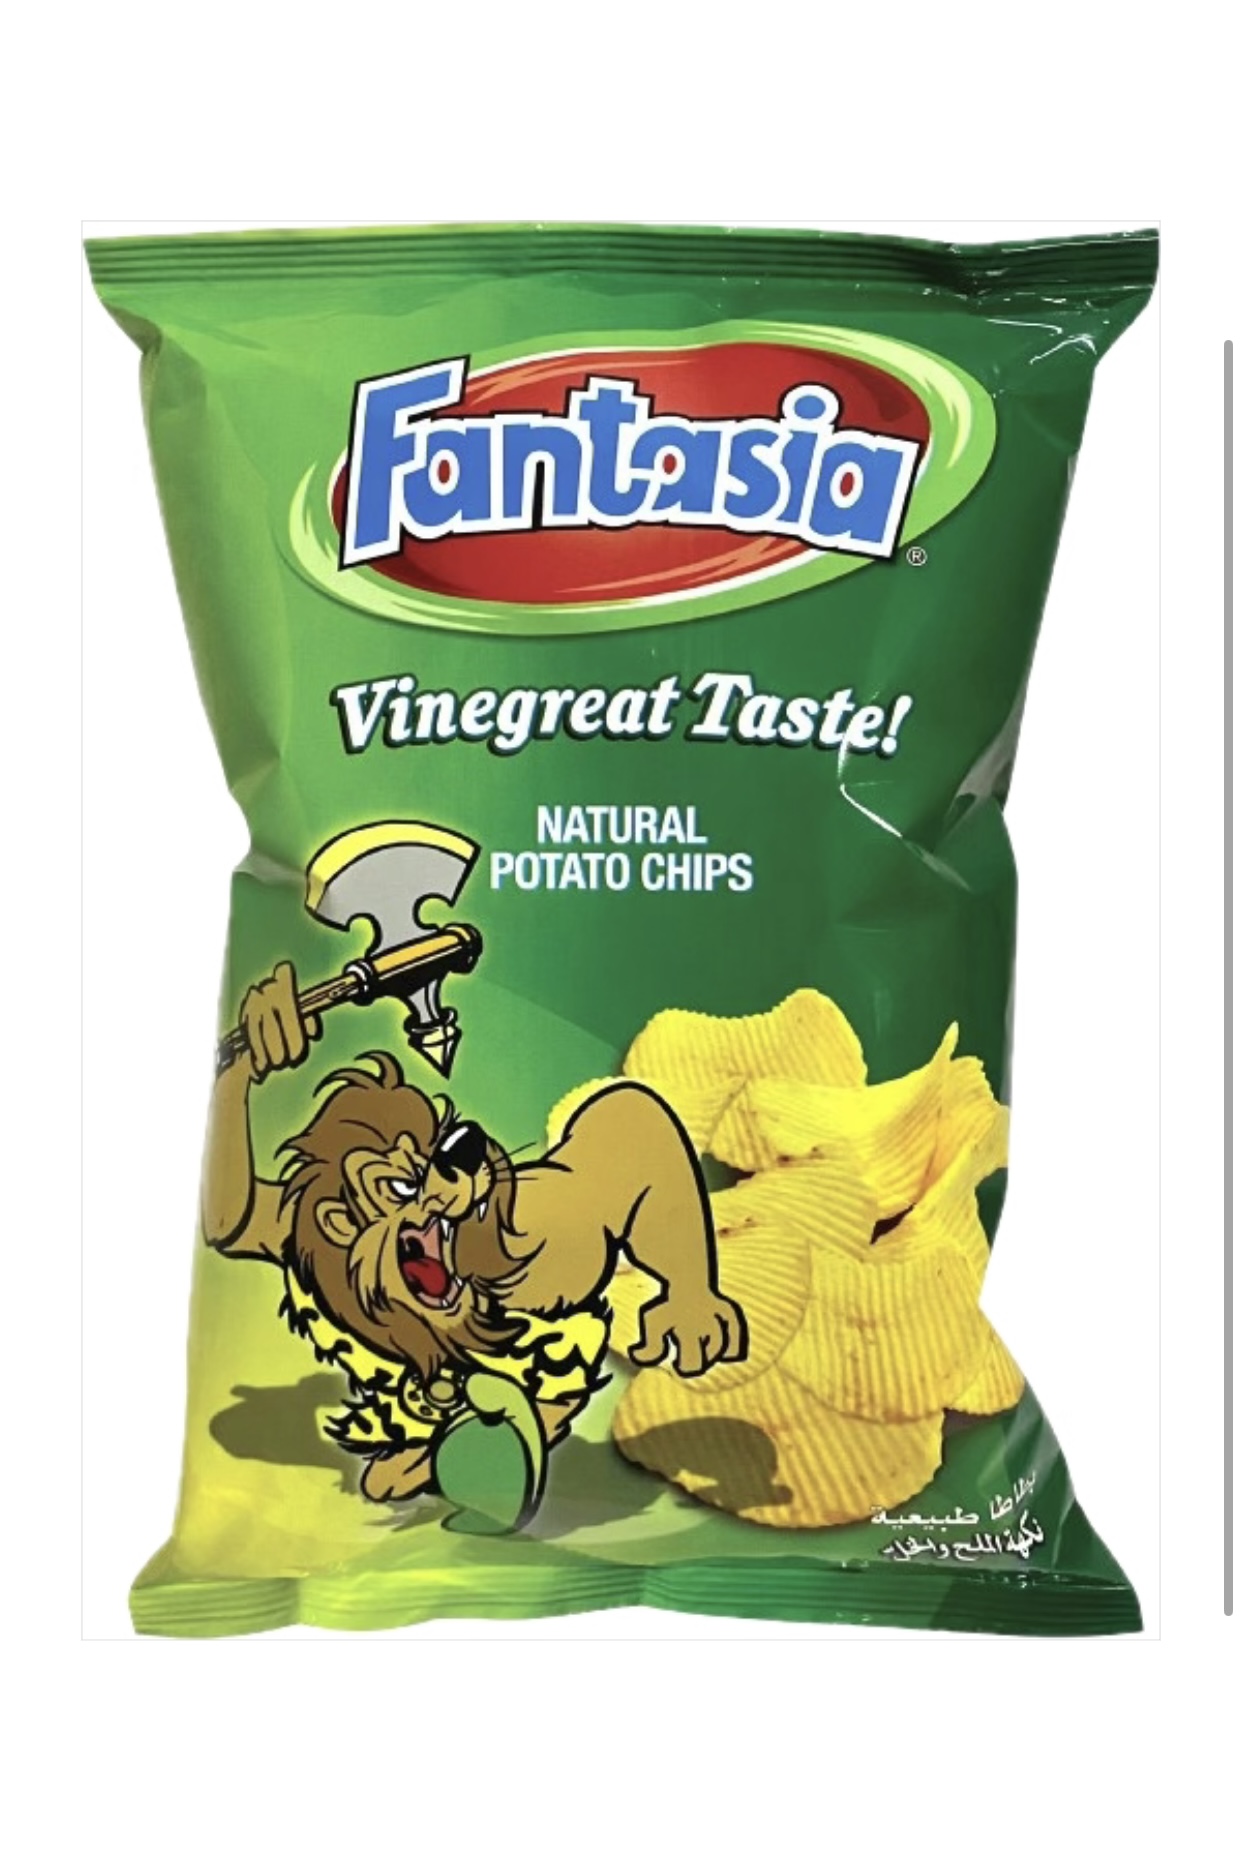 Fantasia
®
Vinegreat Taste!
NATURAL
POTATO CHIPS
بطاطا طبيعية
نكهة الملح والخل